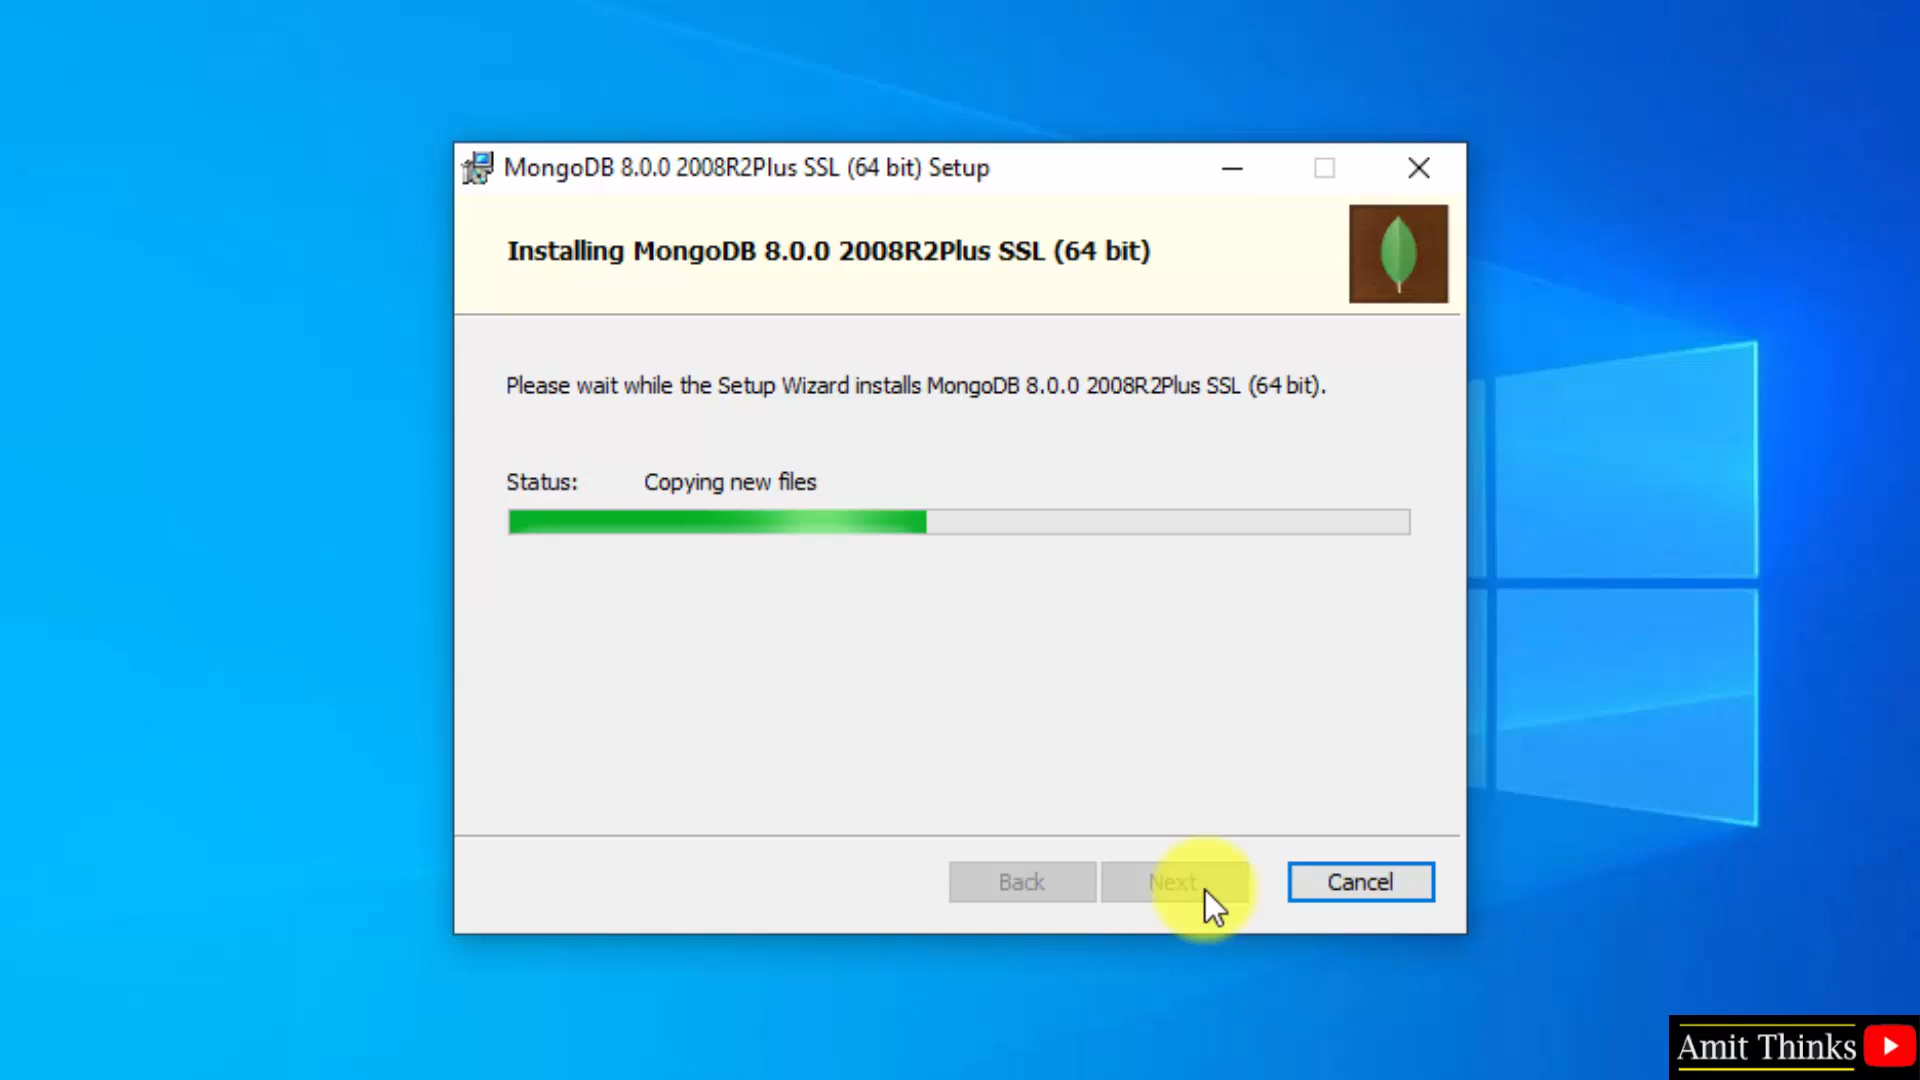 MongoDB 8.0.0 2008R2Plus SSL (64 bit) Setup
Installing MongoDB 8.0.0 2008R2Plus SSL (64 bit)
Please wait while the Setup Wizard installs MongoDB 8.0.0 2008R2Plus SSL (64 bit).
Status: Copying new files
Back Next Cancel
Amit Thinks